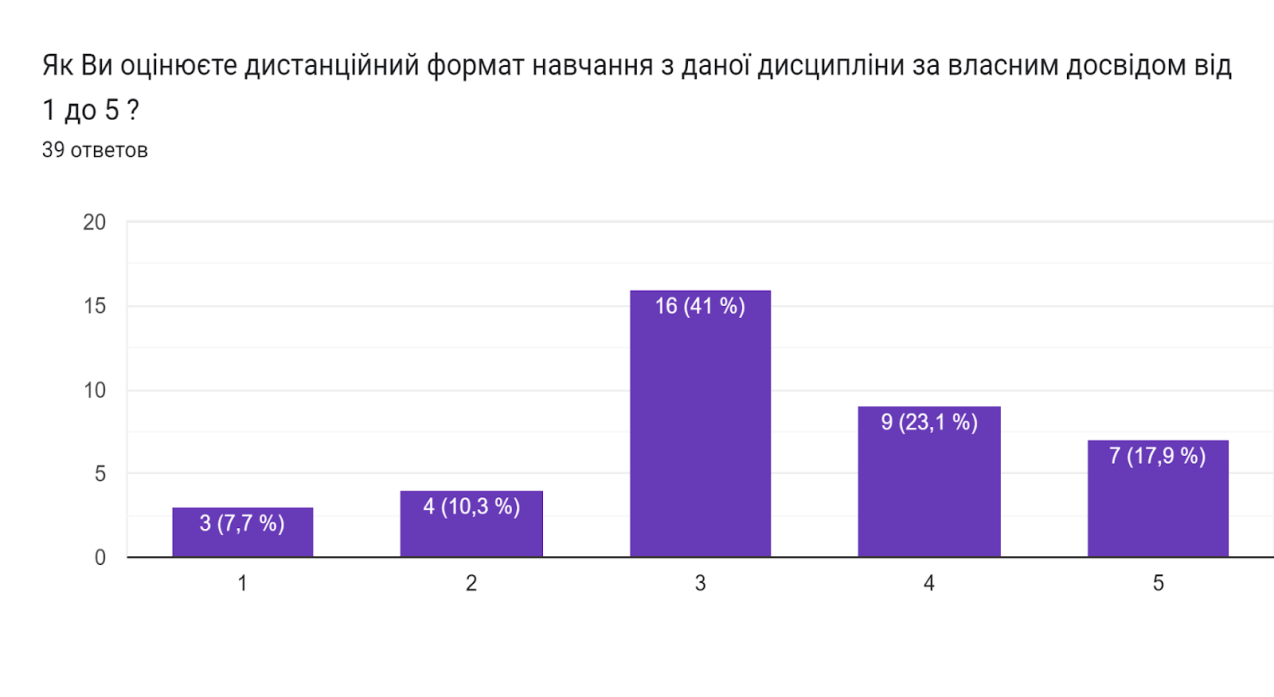 Як Ви оцінюєте дистанційний формат навчання з даної дисципліни за власним досвідом від
1 до 5 ?
39 ответов
20
15
10
5
0
3 (7,7 %)
4 (10,3 %)
16 (41 %)
9 (23,1 %)
7 (17,9 %)
1
2
3
4
5